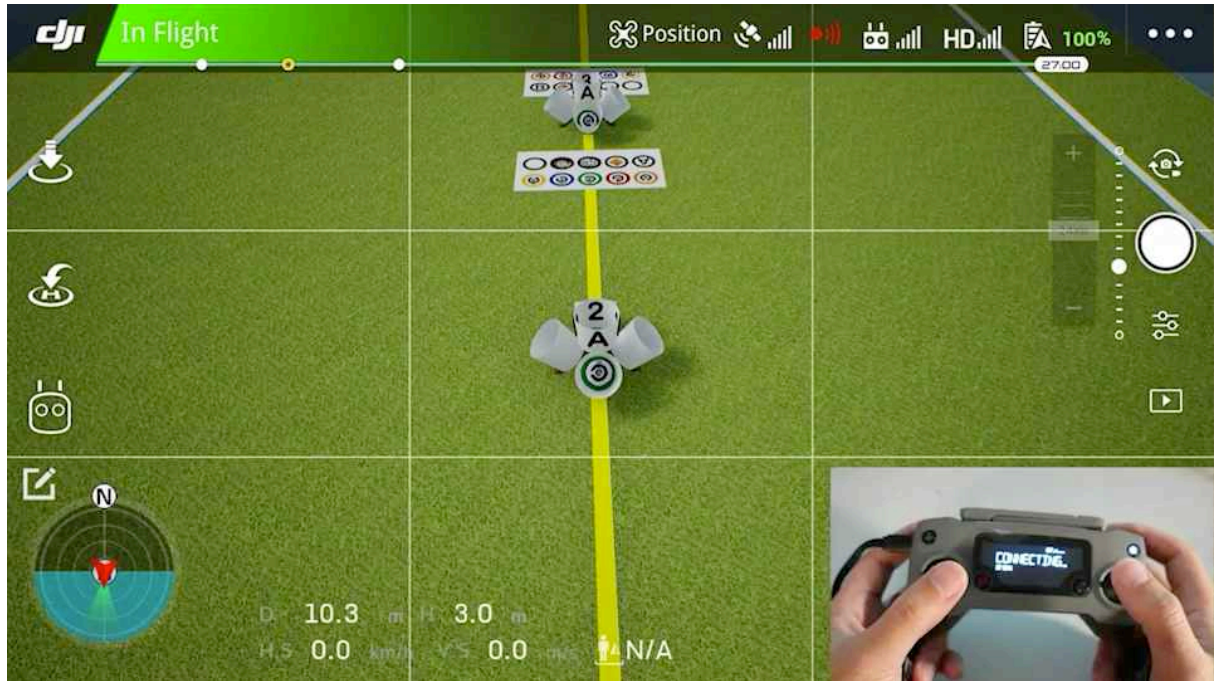 dji In Flight Position HD 100%
27:00
3
A
2
A
N
CONNECTING
D 10.3 m H 3.0 m
H.S 0.0 km/h V.S 0.0 m/s N/A